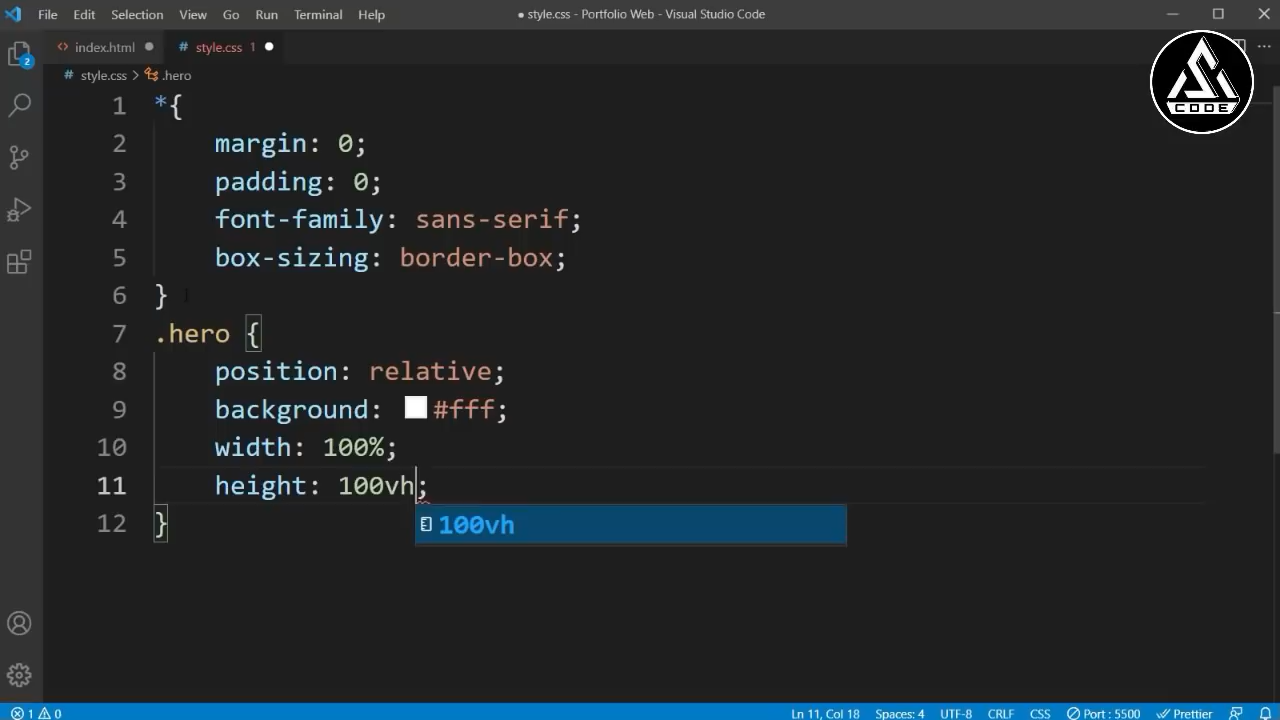 File Edit Selection View Go Run Terminal Help
● style.css - Portfolio Web - Visual Studio Code
index.html ● # style.css 1 ●
2
# style.css > .hero
CODE
1 *{
2 margin: 0;
3 padding: 0;
4 font-family: sans-serif;
5 box-sizing: border-box;
6 }
7 .hero {
8 position: relative;
9 background: #fff;
10 width: 100%;
11 height: 100vh;
12 }
100vh
1 0 Ln 11, Col 18 Spaces: 4 UTF-8 CRLF CSS Port : 5500 Prettier